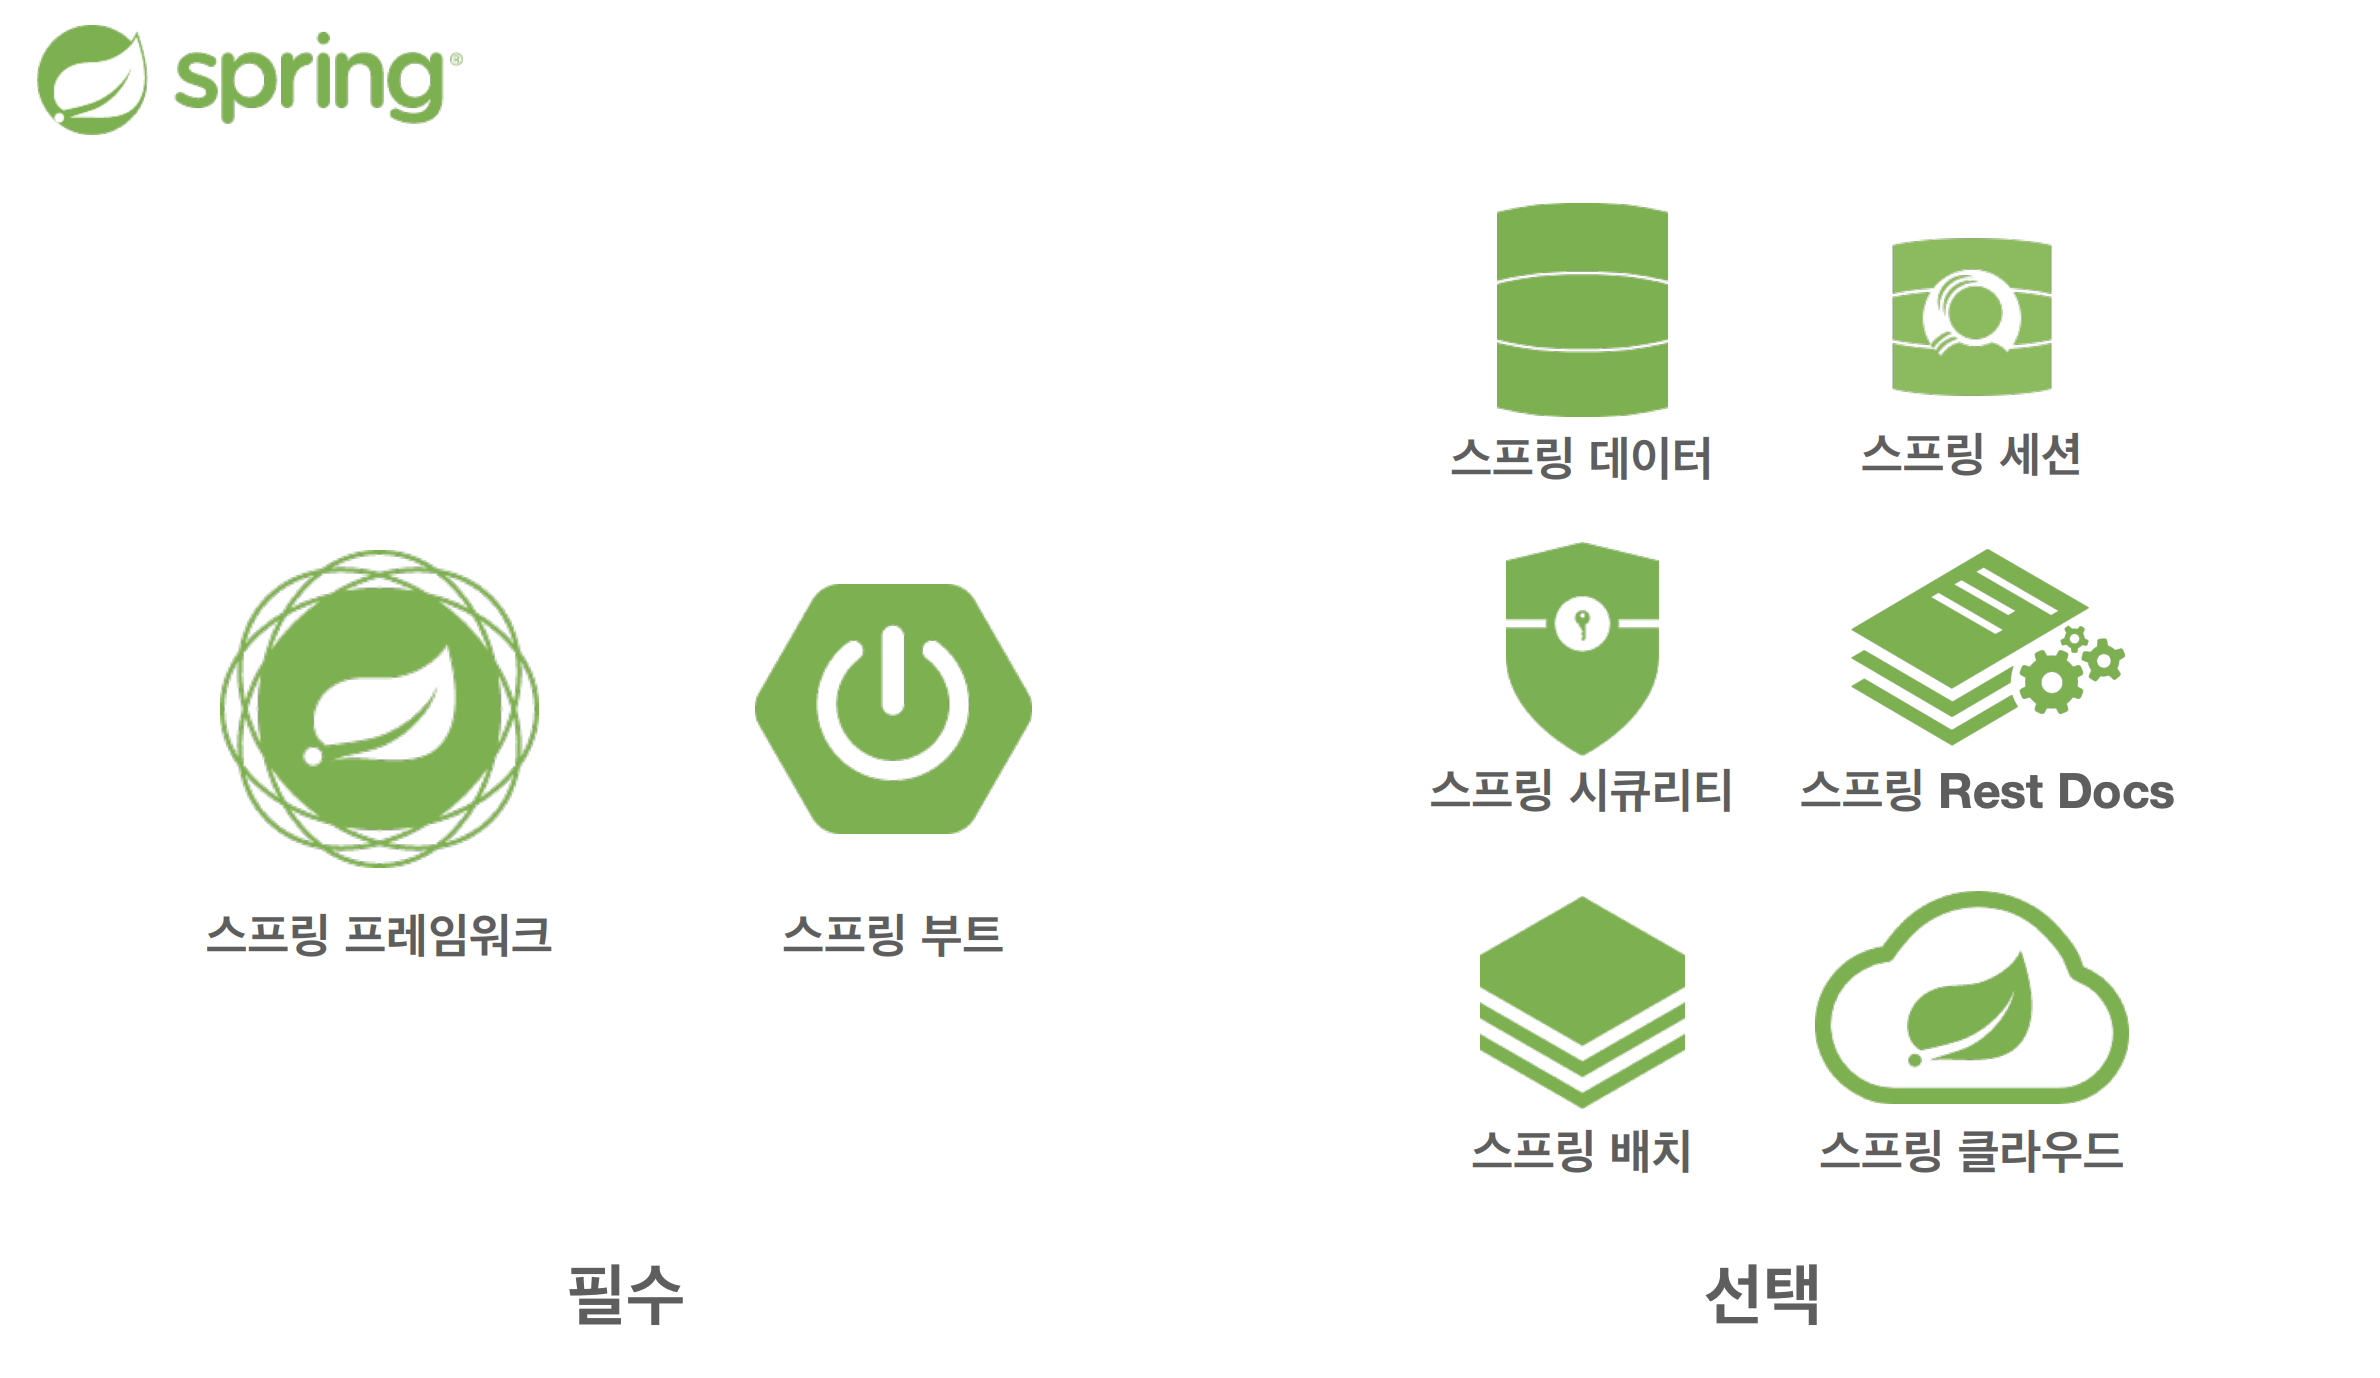 spring®
스프링 데이터
스프링 세션
스프링 시큐리티
스프링 Rest Docs
스프링 프레임워크
스프링 부트
스프링 배치
스프링 클라우드
필수
선택